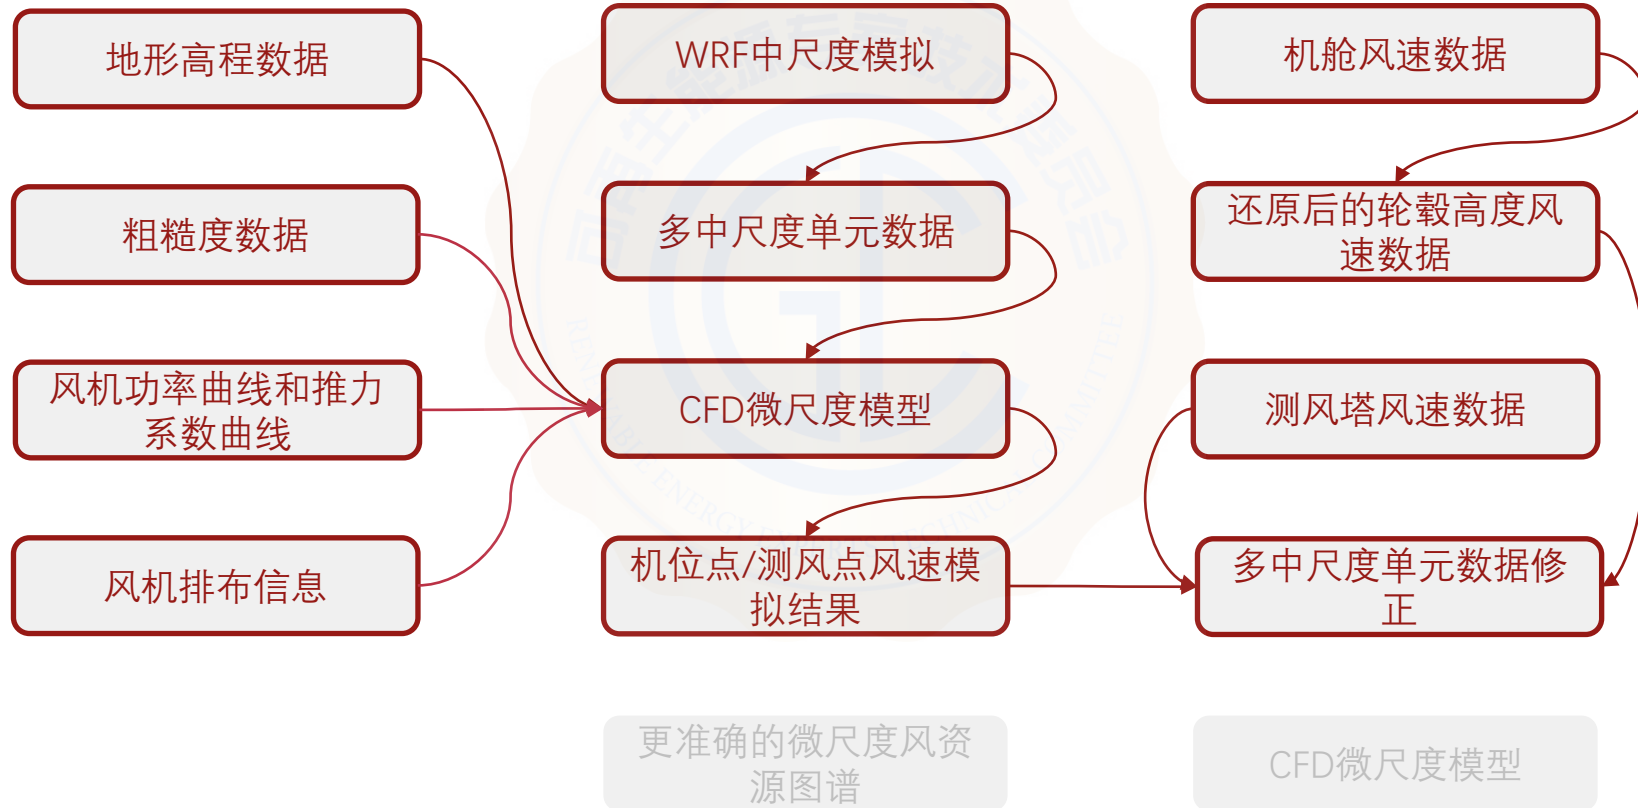 地形高程数据
WRF中尺度模拟
机舱风速数据
粗糙度数据
多中尺度单元数据
还原后的轮毂高度风
速数据
风机功率曲线和推力
系数曲线
CFD微尺度模型
测风塔风速数据
风机排布信息
机位点/测风点风速模
拟结果
多中尺度单元数据修
正
更准确的微尺度风资
源图谱
CFD微尺度模型